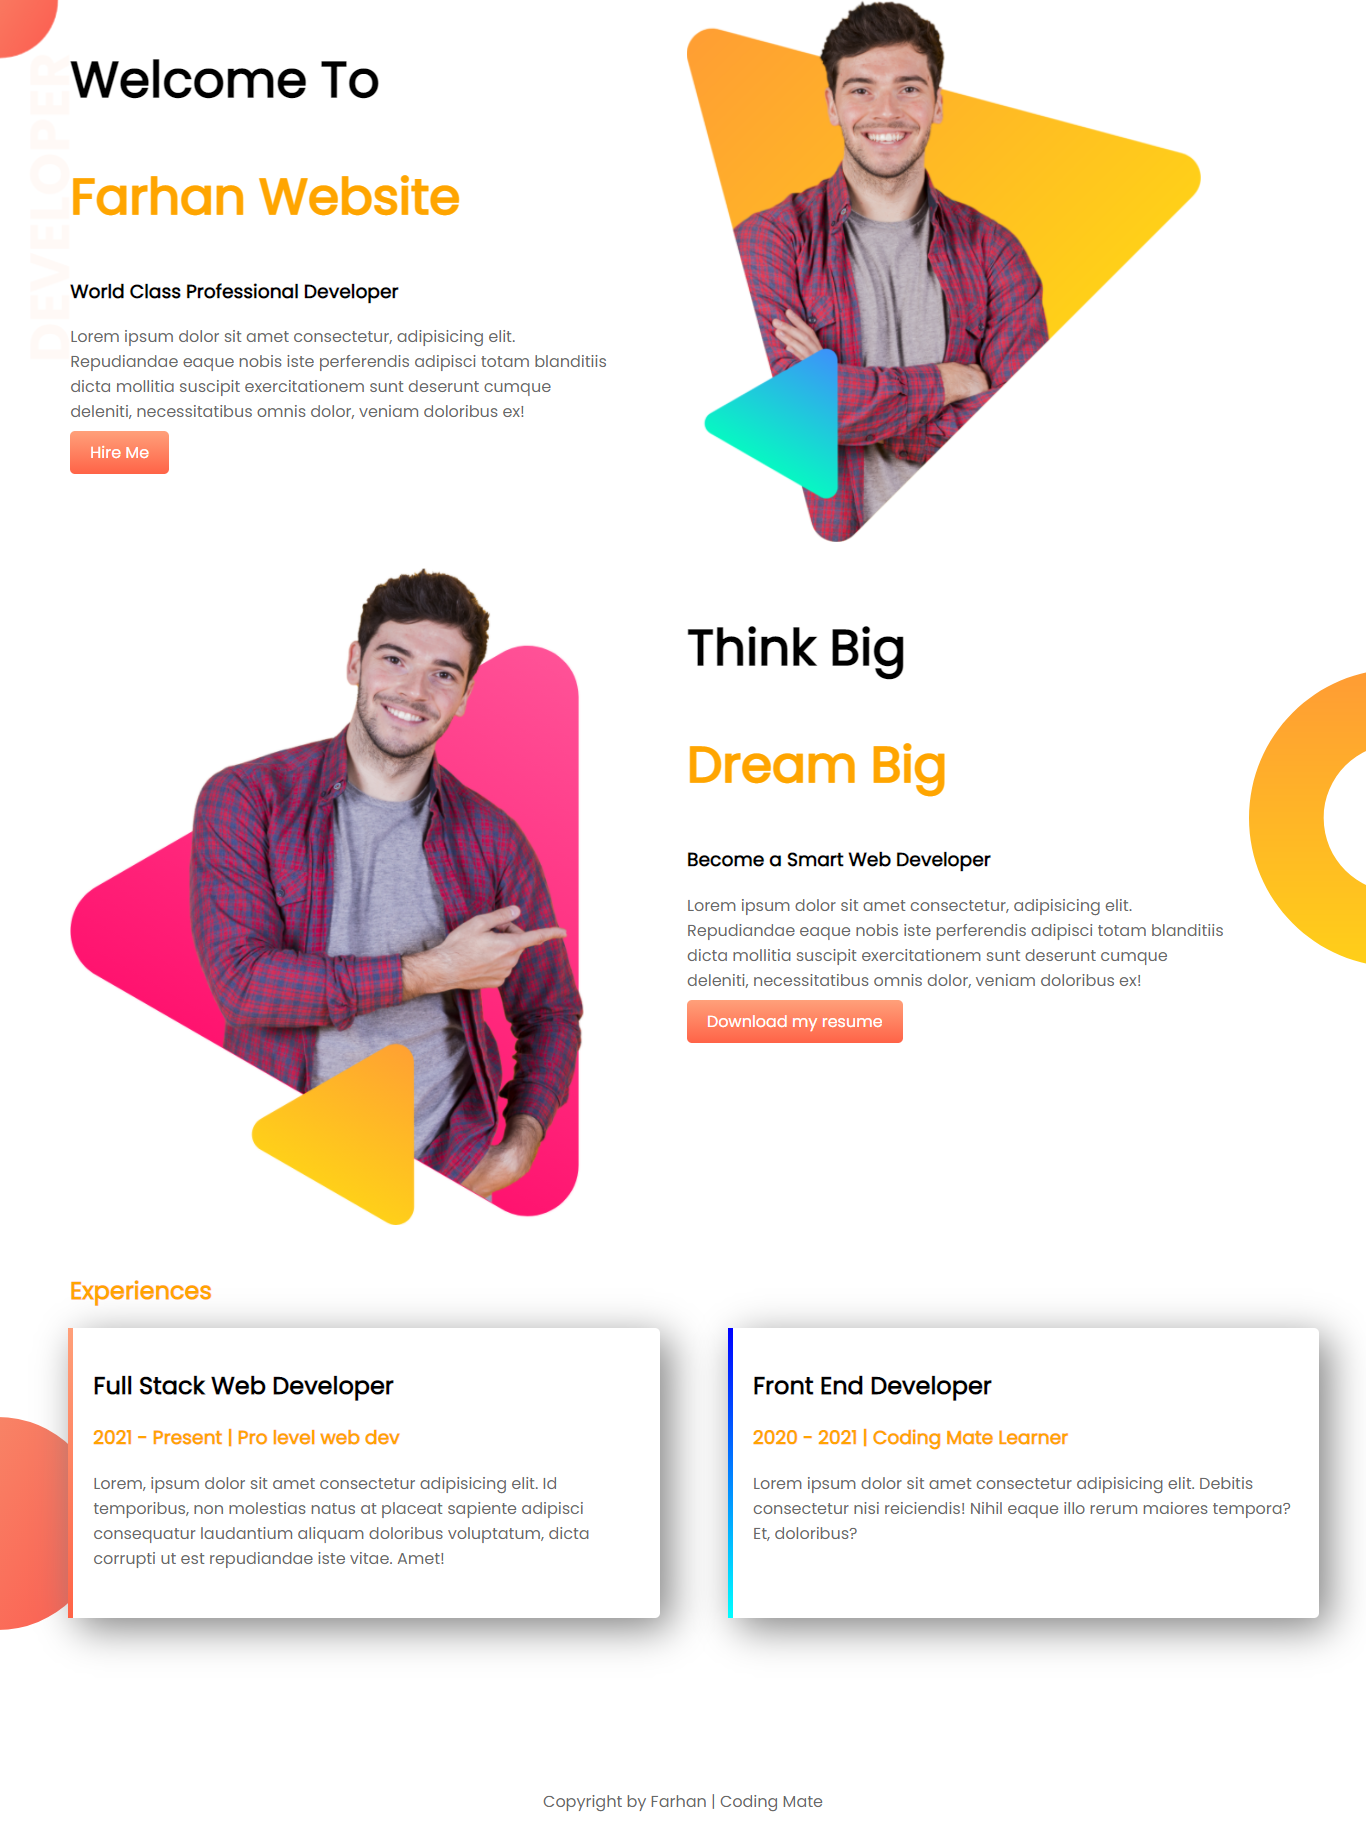 DEVELOPER
Welcome To
Farhan Website
World Class Professional Developer
Lorem ipsum dolor sit amet consectetur, adipisicing elit.
Repudiandae eaque nobis iste perferendis adipisci totam blanditiis
dicta mollitia suscipit exercitationem sunt deserunt cumque
deleniti, necessitatibus omnis dolor, veniam doloribus ex!
Hire Me
Think Big
Dream Big
Become a Smart Web Developer
Lorem ipsum dolor sit amet consectetur, adipisicing elit.
Repudiandae eaque nobis iste perferendis adipisci totam blanditiis
dicta mollitia suscipit exercitationem sunt deserunt cumque
deleniti, necessitatibus omnis dolor, veniam doloribus ex!
Download my resume
Experiences
Full Stack Web Developer
2021 - Present | Pro level web dev
Lorem, ipsum dolor sit amet consectetur adipisicing elit. Id
temporibus, non molestias natus at placeat sapiente adipisci
consequatur laudantium aliquam doloribus voluptatum, dicta
corrupti ut est repudiandae iste vitae. Amet!
Front End Developer
2020 - 2021 | Coding Mate Learner
Lorem ipsum dolor sit amet consectetur adipisicing elit. Debitis
consectetur nisi reiciendis! Nihil eaque illo rerum maiores tempora?
Et, doloribus?
Copyright by Farhan | Coding Mate